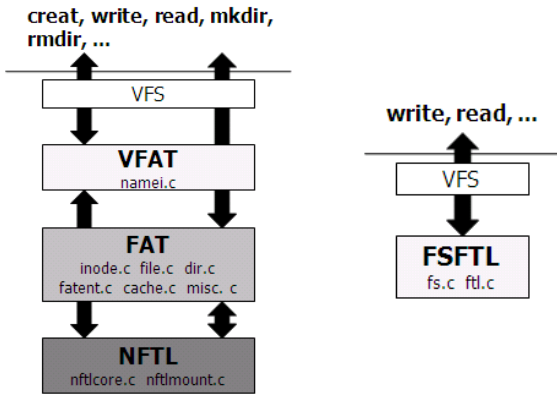 creat, write, read, mkdir,
rmdir, ...
VFS
VFAT
namei.c
FAT
inode.c file.c dir.c
fatent.c cache.c misc. c
NFTL
nftlcore.c nftlmount.c
write, read, ...
VFS
FSFTL
fs.c ftl.c